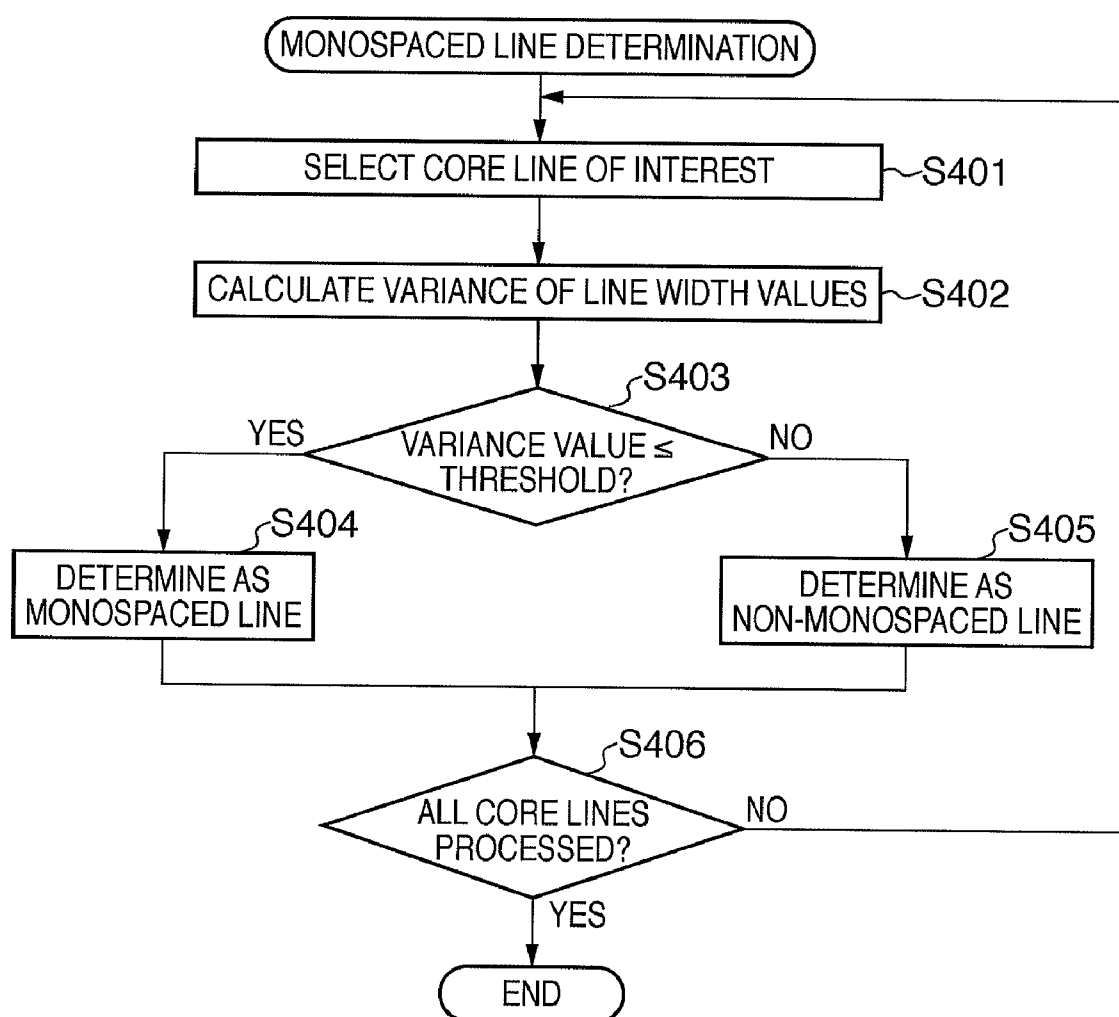 MONOSPACED LINE DETERMINATION
SELECT CORE LINE OF INTEREST
S401
CALCULATE VARIANCE OF LINE WIDTH VALUES
S402
S403
YES
VARIANCE VALUE ≦
THRESHOLD?
NO
S404
DETERMINE AS
MONOSPACED LINE
S405
DETERMINE AS
NON-MONOSPACED LINE
S406
ALL CORE LINES
PROCESSED?
NO
YES
END